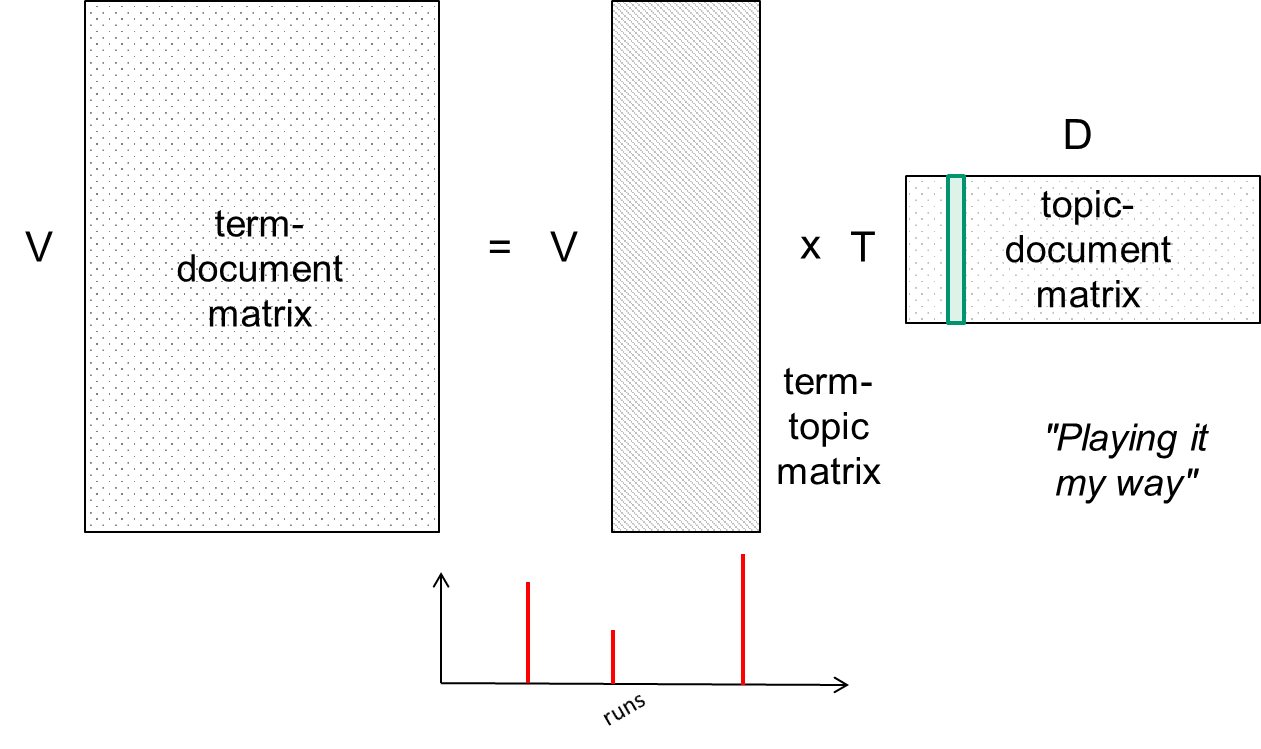 D
V
term-
document
matrix
=
V
x
T
topic-
document
matrix
term-
topic
matrix
"Playing it
my way"
runs